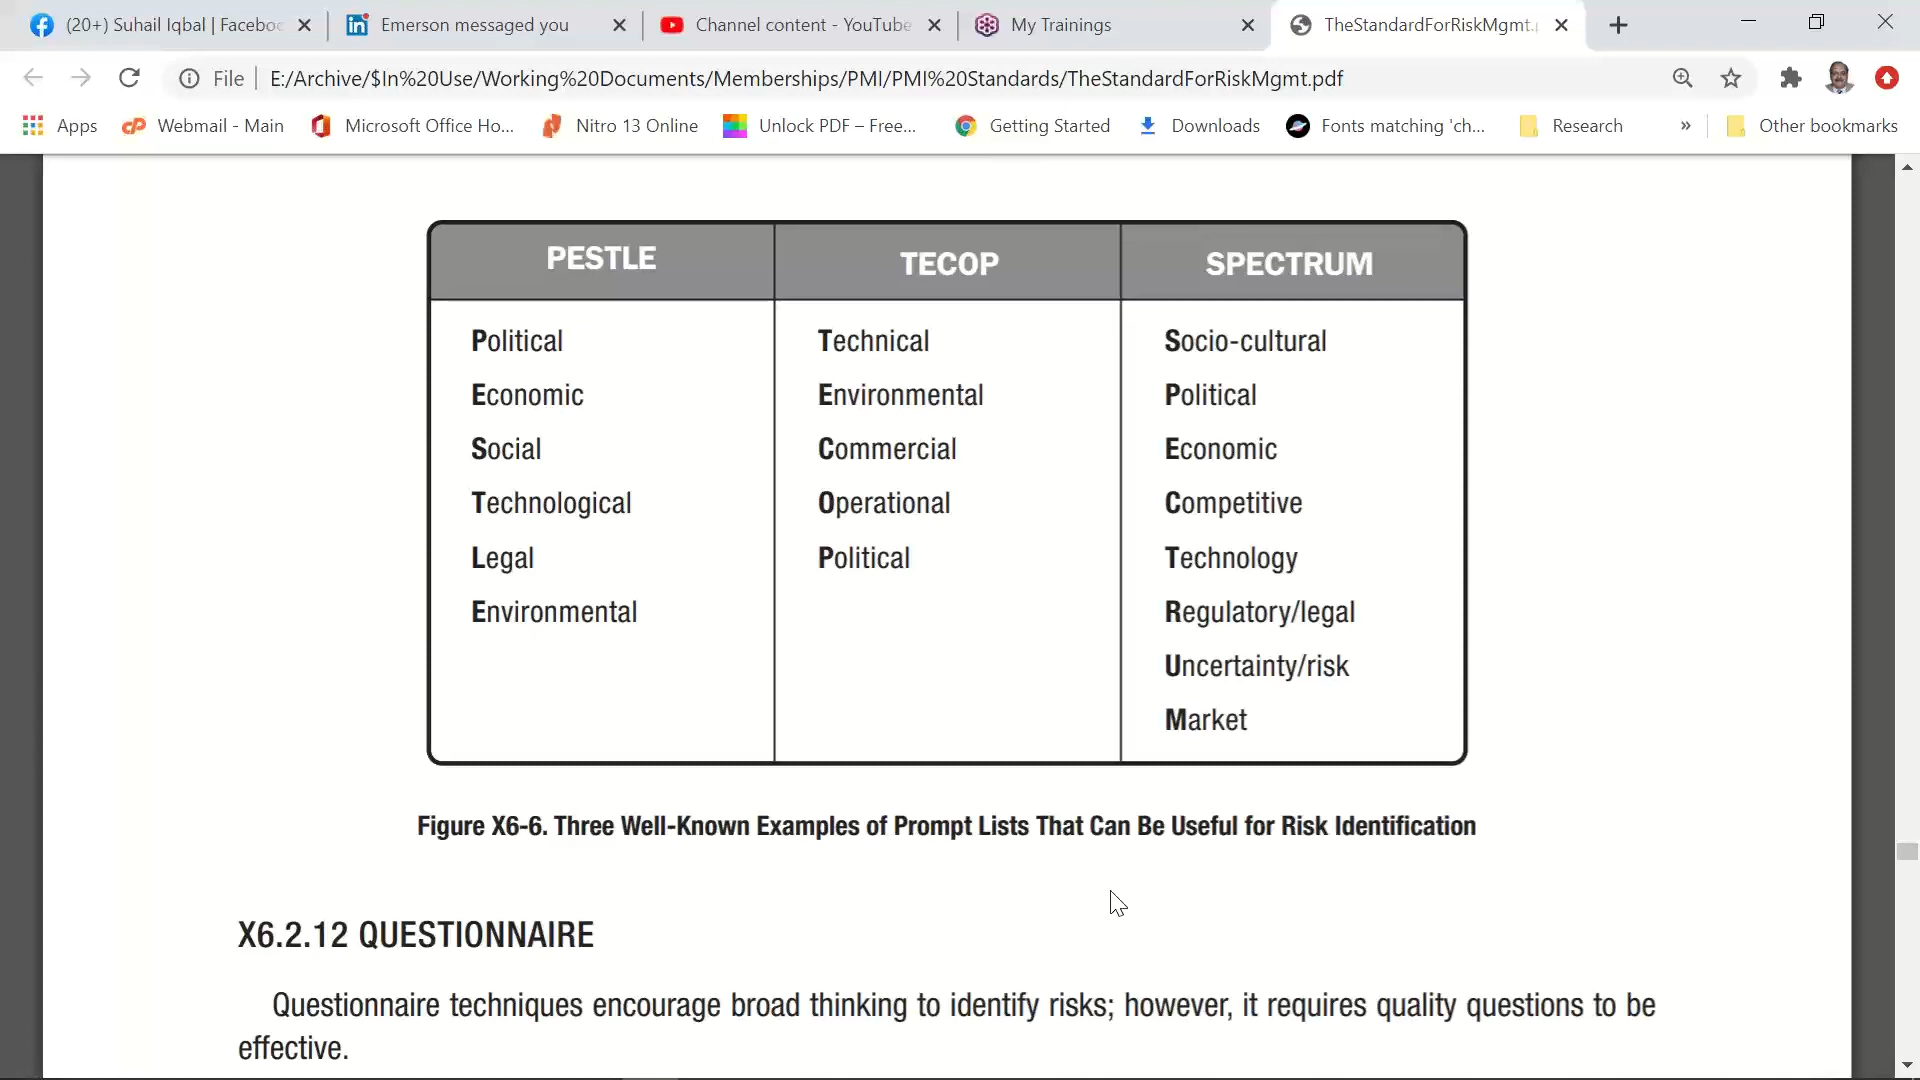 (20+) Suhail Iqbal | Faceboo
Emerson messaged you
Channel content - YouTube
My Trainings
TheStandardForRiskMgmt.
File
E:/Archive/$In%20Use/Working%20Documents/Memberships/PMI/PMI%20Standards/TheStandardForRiskMgmt.pdf
Apps
Webmail - Main
Microsoft Office Ho...
Nitro 13 Online
Unlock PDF – Free...
Getting Started
Downloads
Fonts matching 'ch...
Research
»
Other bookmarks
PESTLE
Political
Economic
Social
Technological
Legal
Environmental
TECOP
Technical
Environmental
Commercial
Operational
Political
SPECTRUM
Socio-cultural
Political
Economic
Competitive
Technology
Regulatory/legal
Uncertainty/risk
Market
Figure X6-6. Three Well-Known Examples of Prompt Lists That Can Be Useful for Risk Identification
X6.2.12 QUESTIONNAIRE
Questionnaire techniques encourage broad thinking to identify risks; however, it requires quality questions to be
effective.